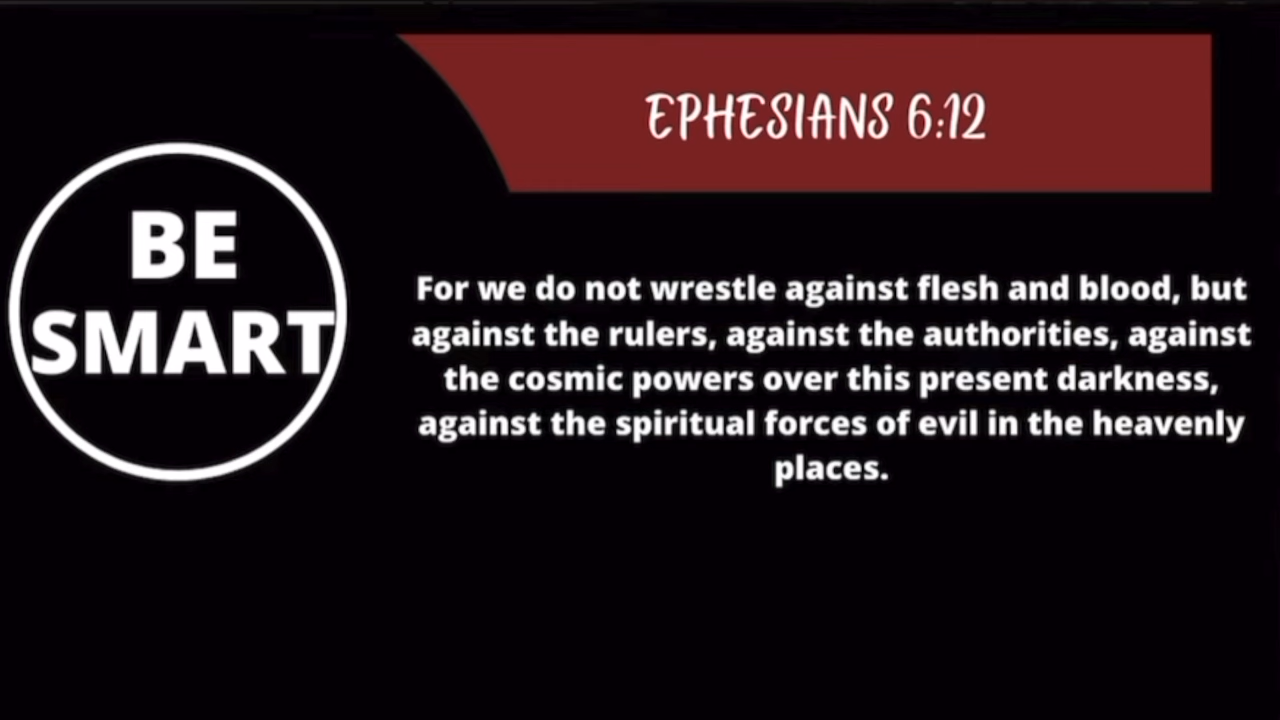 EPHESIANS 6:12
BE
SMART
For we do not wrestle against flesh and blood, but
against the rulers, against the authorities, against
the cosmic powers over this present darkness,
against the spiritual forces of evil in the heavenly
places.